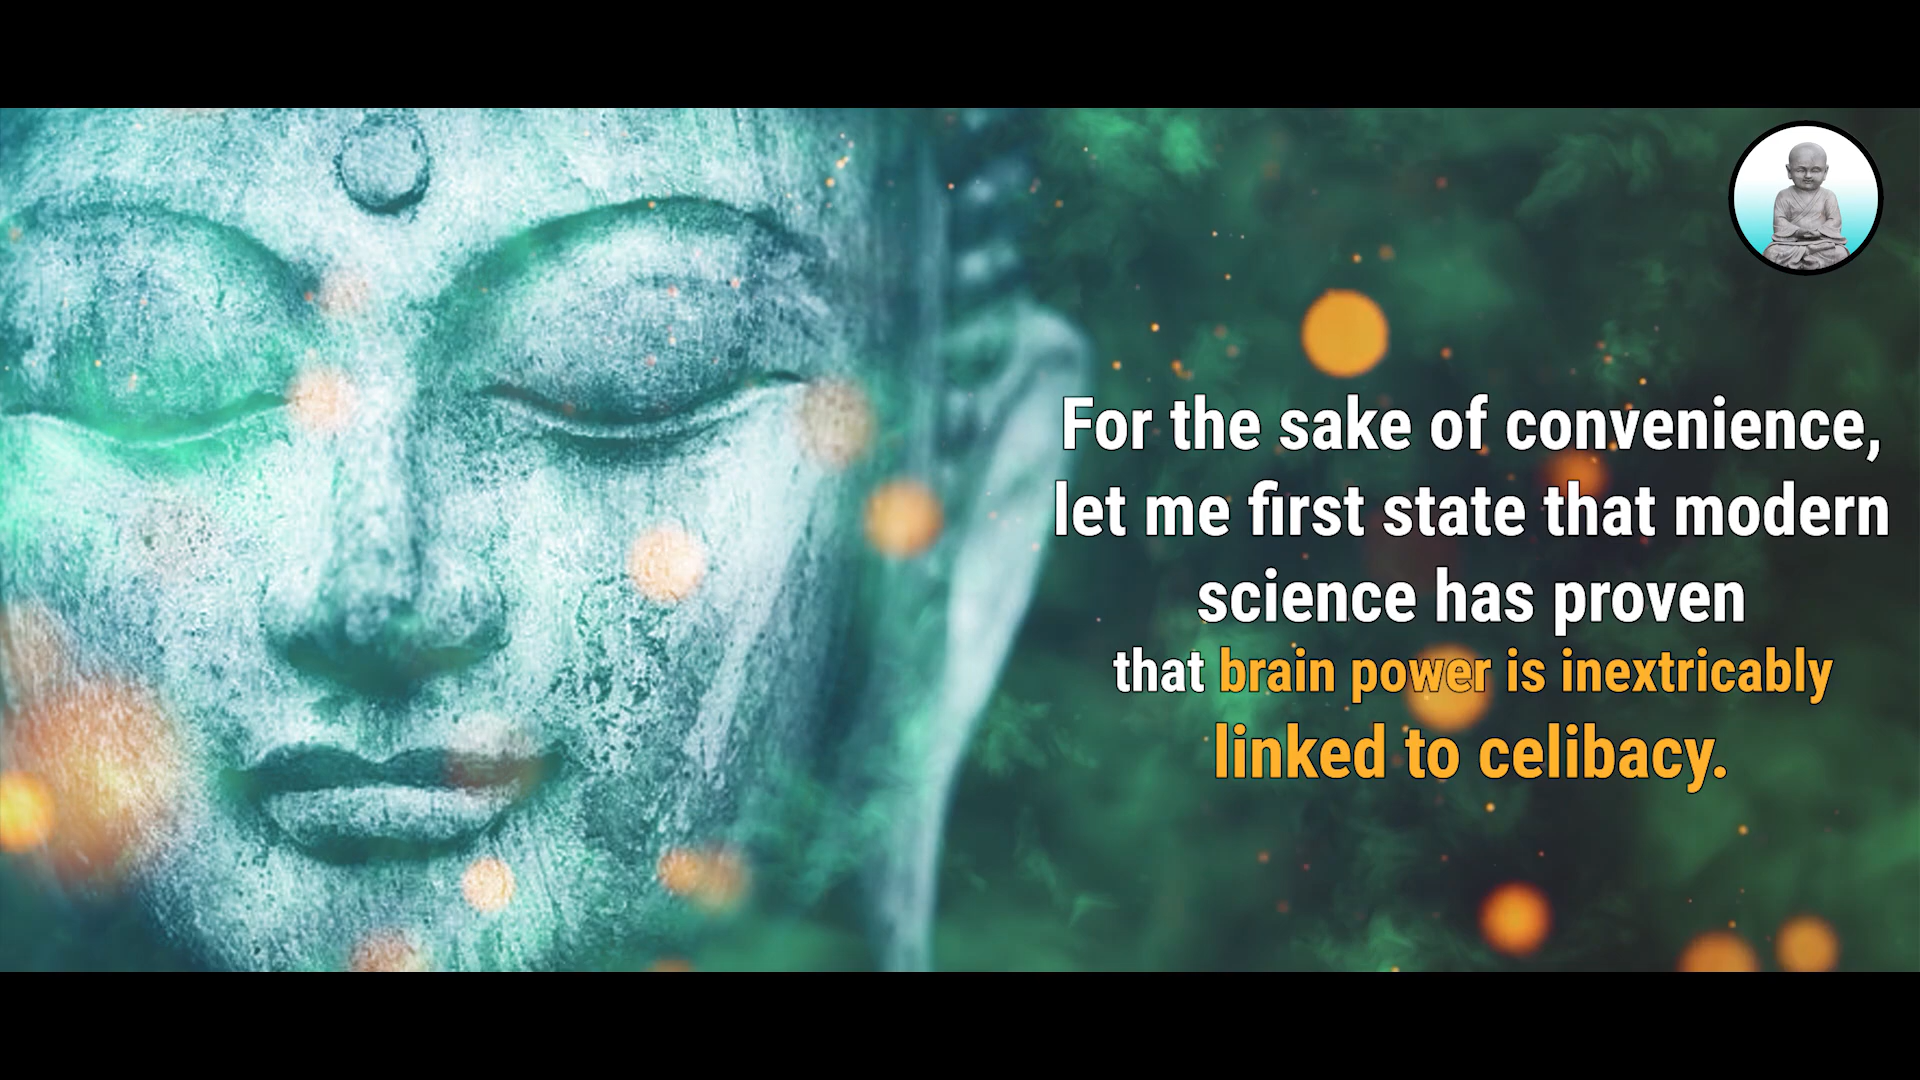 For the sake of convenience,
let me first state that modern
science has proven
that brain power is inextricably
linked to celibacy.